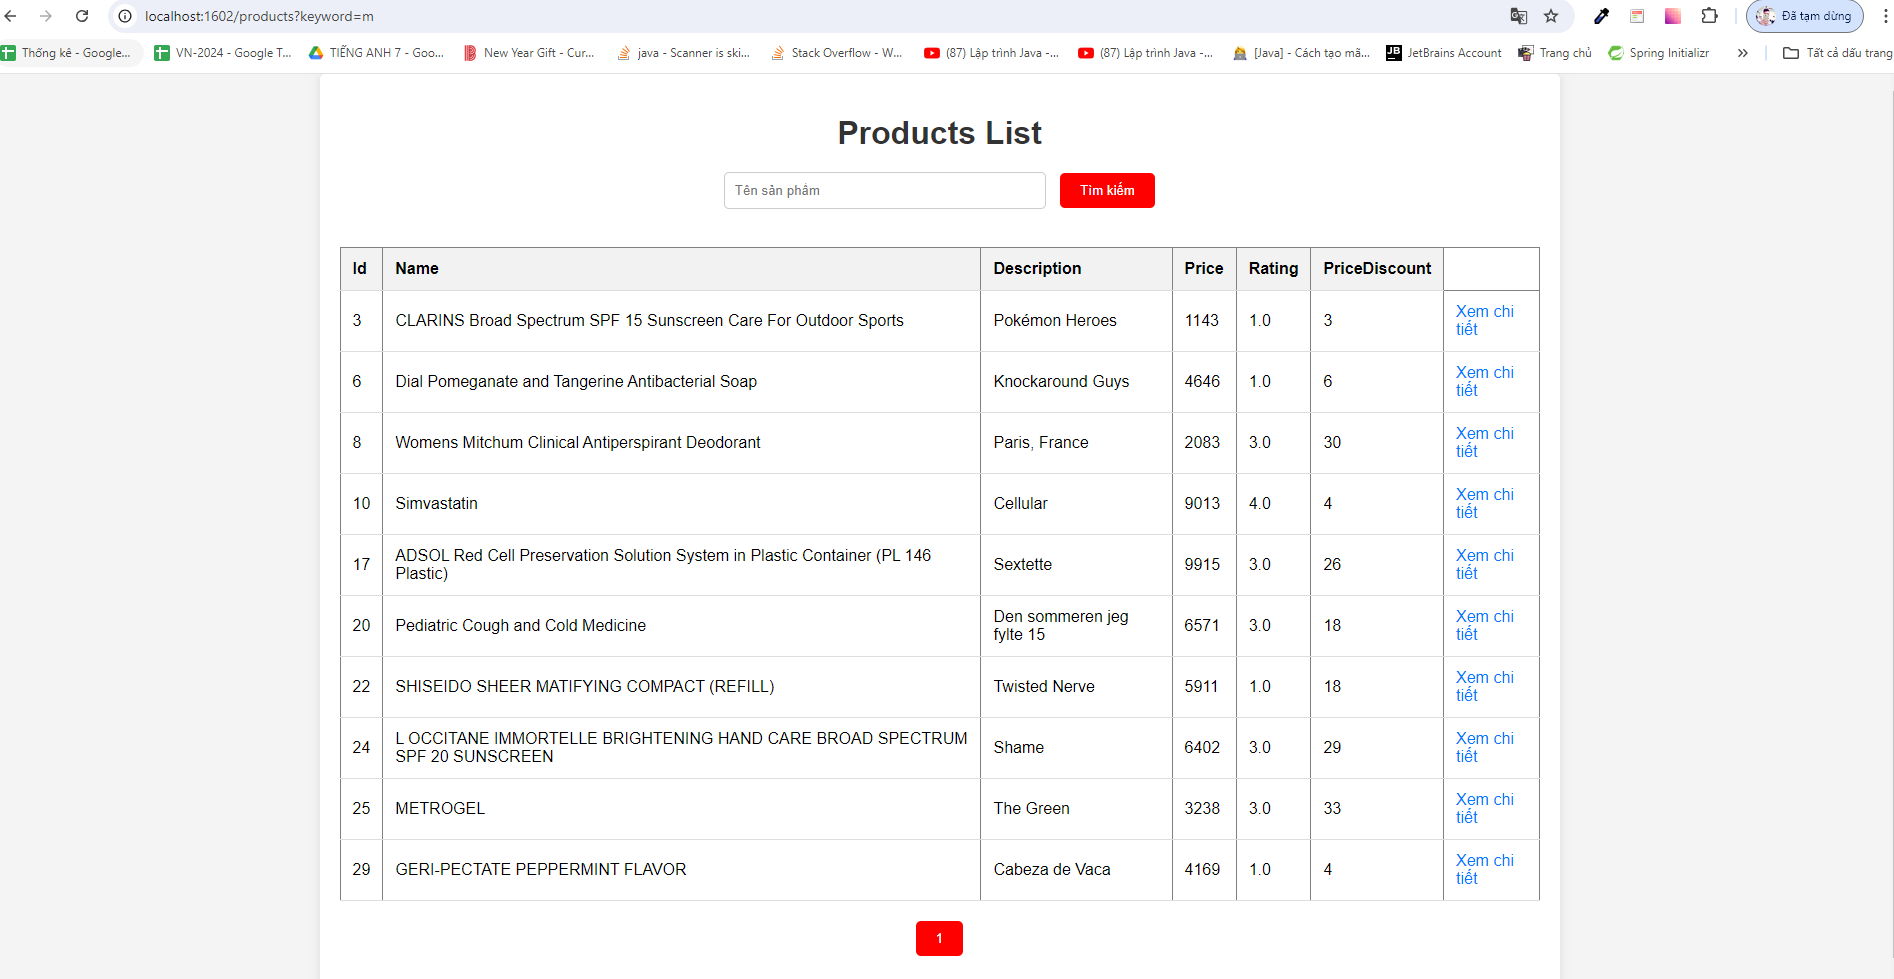 localhost:1602/products?keyword=m
Đã tạm dừng
Thống kê - Google...
VN-2024 - Google T...
TIẾNG ANH 7 - Goo...
New Year Gift - Cur...
java - Scanner is ski...
Stack Overflow - W...
(87) Lập trình Java -...
(87) Lập trình Java -...
[Java] - Cách tạo mã...
JetBrains Account
Trang chủ
Spring Initializr
Tất cả dấu trang
Products List
Tên sản phẩm
Tìm kiếm
Id Name Description Price Rating PriceDiscount
3 CLARINS Broad Spectrum SPF 15 Sunscreen Care For Outdoor Sports Pokémon Heroes 1143 1.0 3 Xem chi
tiết
6 Dial Pomeganate and Tangerine Antibacterial Soap Knockaround Guys 4646 1.0 6 Xem chi
tiết
8 Womens Mitchum Clinical Antiperspirant Deodorant Paris, France 2083 3.0 30 Xem chi
tiết
10 Simvastatin Cellular 9013 4.0 4 Xem chi
tiết
17 ADSOL Red Cell Preservation Solution System in Plastic Container (PL 146
Plastic) Sextette 9915 3.0 26 Xem chi
tiết
20 Pediatric Cough and Cold Medicine Den sommeren jeg
fylte 15 6571 3.0 18 Xem chi
tiết
22 SHISEIDO SHEER MATIFYING COMPACT (REFILL) Twisted Nerve 5911 1.0 18 Xem chi
tiết
24 L OCCITANE IMMORTELLE BRIGHTENING HAND CARE BROAD SPECTRUM
SPF 20 SUNSCREEN Shame 6402 3.0 29 Xem chi
tiết
25 METROGEL The Green 3238 3.0 33 Xem chi
tiết
29 GERI-PECTATE PEPPERMINT FLAVOR Cabeza de Vaca 4169 1.0 4 Xem chi
tiết
1